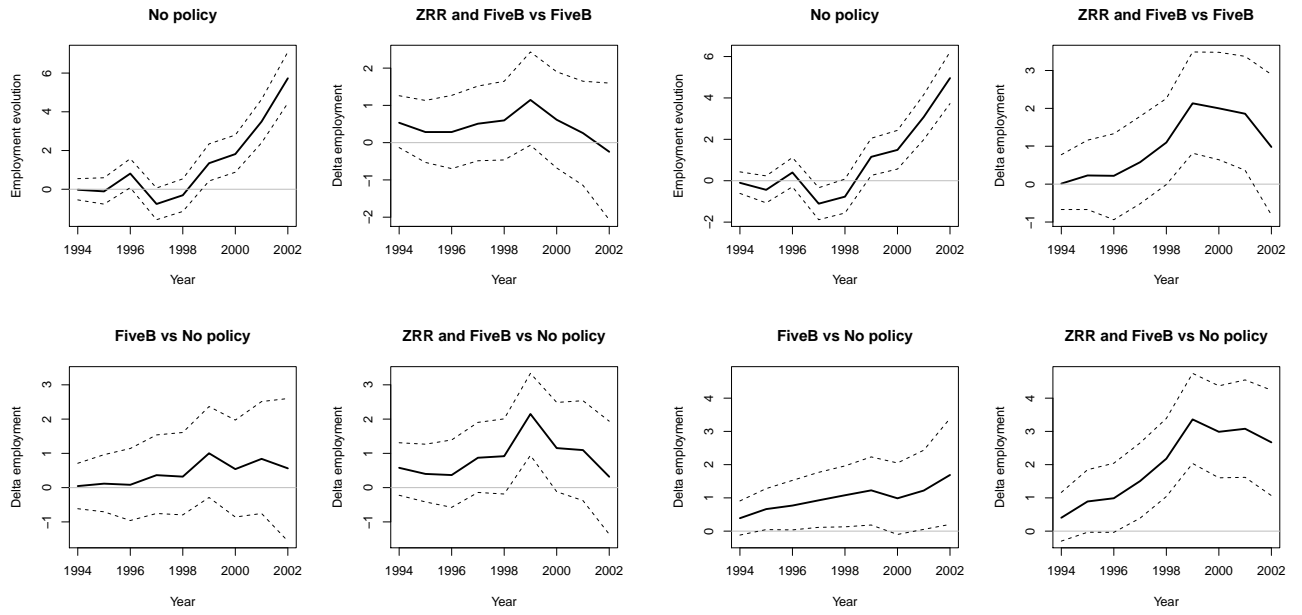 No policy
ZRR and FiveB vs FiveB
No policy
ZRR and FiveB vs FiveB
Employment evolution
0 2 4 6
1994 1996 1998 2000 2002
Year
Delta employment
−2 −1 0 1 2
1994 1996 1998 2000 2002
Year
Employment evolution
−2 0 2 4 6
1994 1996 1998 2000 2002
Year
Delta employment
−1 0 1 2 3
1994 1996 1998 2000 2002
Year
FiveB vs No policy
ZRR and FiveB vs No policy
FiveB vs No policy
ZRR and FiveB vs No policy
Delta employment
−1 0 1 2 3
1994 1996 1998 2000 2002
Year
Delta employment
−1 0 1 2 3
1994 1996 1998 2000 2002
Year
Delta employment
0 1 2 3 4
1994 1996 1998 2000 2002
Year
Delta employment
0 1 2 3 4
1994 1996 1998 2000 2002
Year